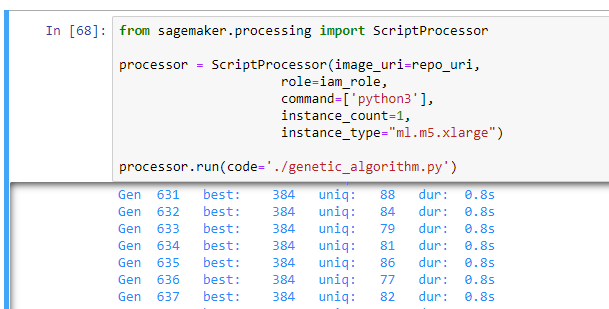 In [68]: from sagemaker.processing import ScriptProcessor
processor = ScriptProcessor(image_uri=repo_uri,
role=iam_role,
command=['python3'],
instance_count=1,
instance_type="ml.m5.xlarge")
processor.run(code='./genetic_algorithm.py')
Gen 631 best: 384 uniq: 88 dur: 0.8s
Gen 632 best: 384 uniq: 84 dur: 0.8s
Gen 633 best: 384 uniq: 79 dur: 0.8s
Gen 634 best: 384 uniq: 81 dur: 0.8s
Gen 635 best: 384 uniq: 86 dur: 0.8s
Gen 636 best: 384 uniq: 77 dur: 0.8s
Gen 637 best: 384 uniq: 82 dur: 0.8s